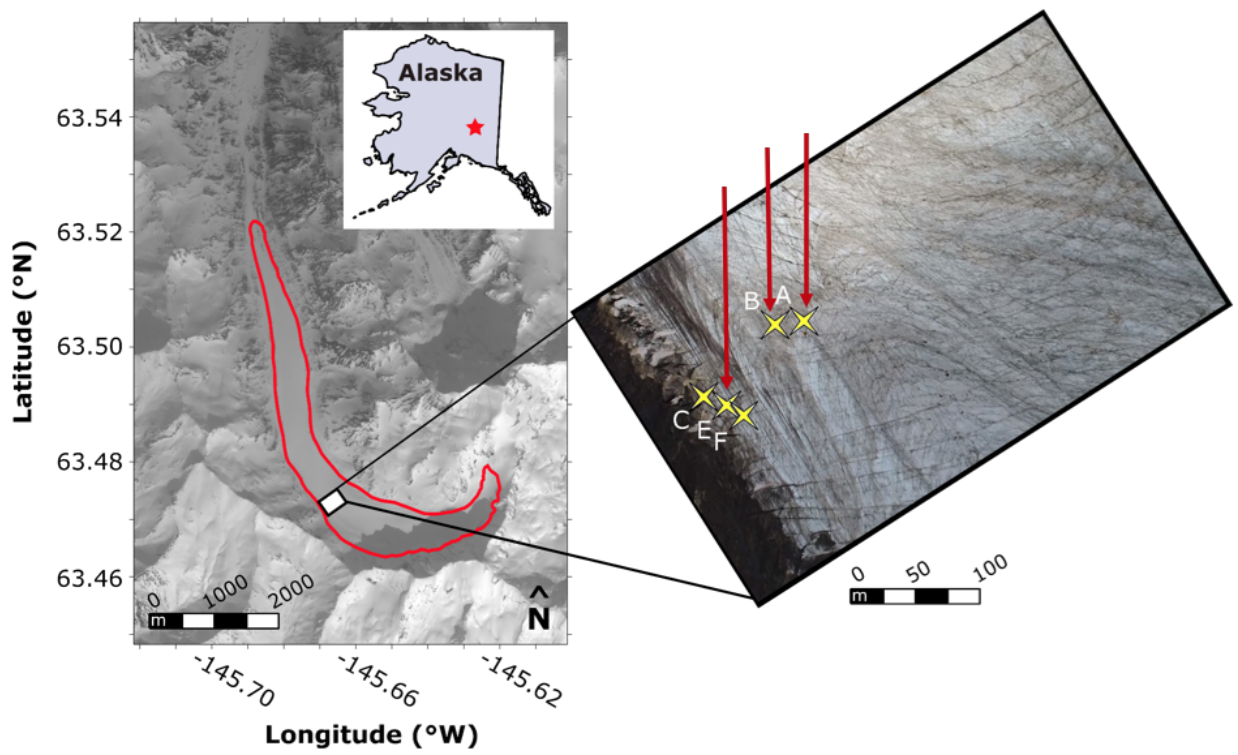 Alaska
63.54
63.52
63.50
63.48
63.46
Latitude (°N)
0 1000 2000
m
N
-145.70 -145.66 -145.62
Longitude (°W)
B A
C E F
0 50 100
m